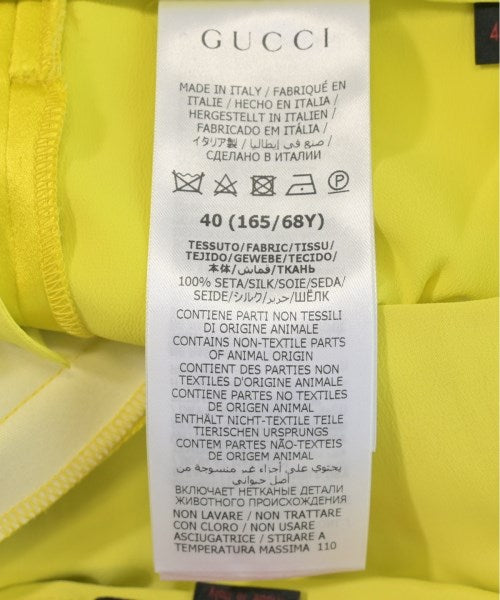 GUCCI
MADE IN ITALY / FABRIQUÉ EN
ITALIE / HECHO EN ITALIA /
HERGESTELLT IN ITALIEN /
FABRICADO EM ITÁLIA /
イタリア製 / صنع في إيطاليا /
СДЕЛАНО В ИТАЛИИ
P
40 (165/68Y)
TESSUTO/FABRIC/TISSU/
TEJIDO/GEWEBE/TECIDO/
本体/قماش/ТКАНЬ
100% SETA/SILK/SOIE/SEDA/
SEIDE/シルク/حرير/ШЁЛК
CONTIENE PARTI NON TESSILI
DI ORIGINE ANIMALE
CONTAINS NON-TEXTILE PARTS
OF ANIMAL ORIGIN
CONTIENT DES PARTIES NON
TEXTILES D'ORIGINE ANIMALE
CONTIENE PARTES NO TEXTILES
DE ORIGEN ANIMAL
ENTHÄLT NICHT-TEXTILE TEILE
TIERISCHEN URSPRUNGS
CONTEM PARTES NÃO-TEXTEIS
DE ORIGEM ANIMAL
يحتوي على أجزاء غير منسوجة من
أصل حيواني
ВКЛЮЧАЕТ НЕТКАНЫЕ ДЕТАЛИ
ЖИВОТНОГО ПРОИСХОЖДЕНИЯ
NON LAVARE / NON TRATTARE
CON CLORO / NON USARE
ASCIUGATRICE / STIRARE A
TEMPERATURA MASSIMA 110